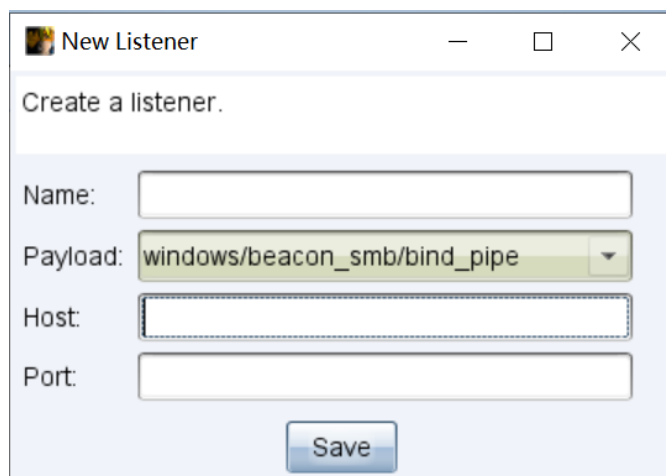 New Listener
Create a listener.
Name:
Payload: windows/beacon_smb/bind_pipe
Host:
Port:
Save